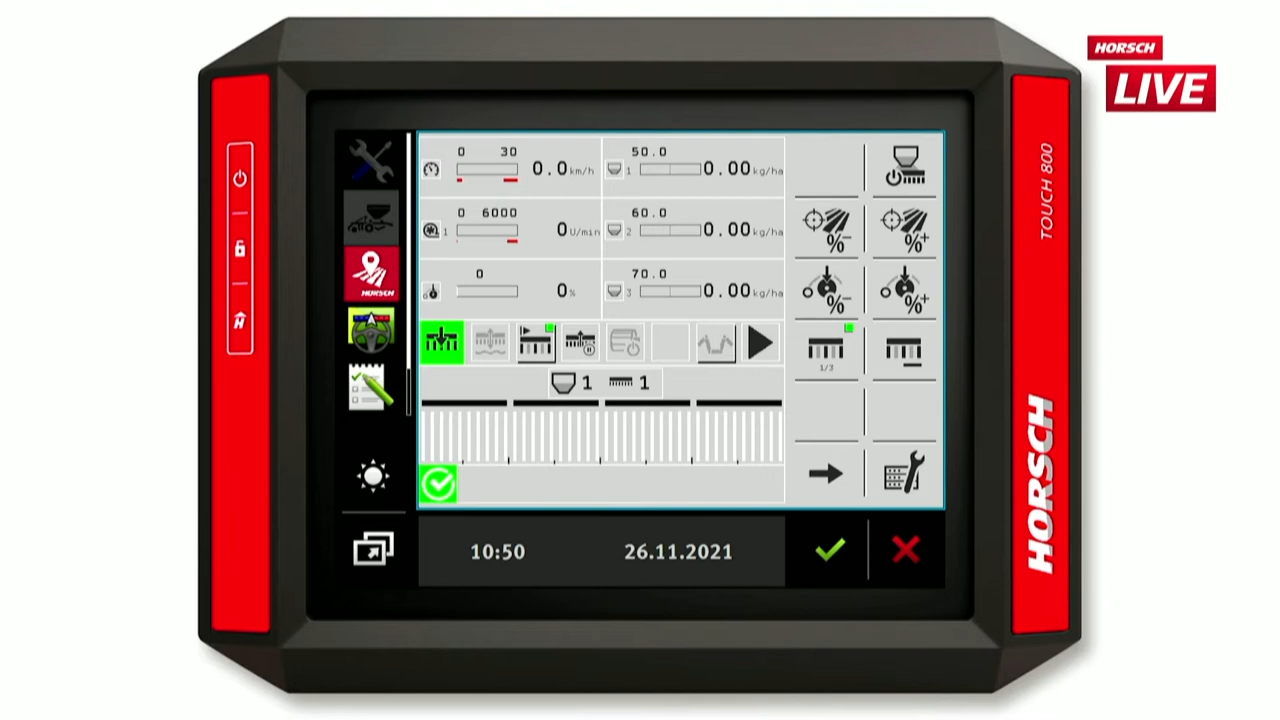 HORSCH
LIVE
TOUCH 800
HORSCH
HORSCH
0 30 0.0 km/h
50.0
1 0.00 kg/ha
0 6000
1 0 U/min
60.0
2 0.00 kg/ha
0
0 %
70.0
3 0.00 kg/ha
%- %+
%- %+
1/3
1 1
10:50 26.11.2021